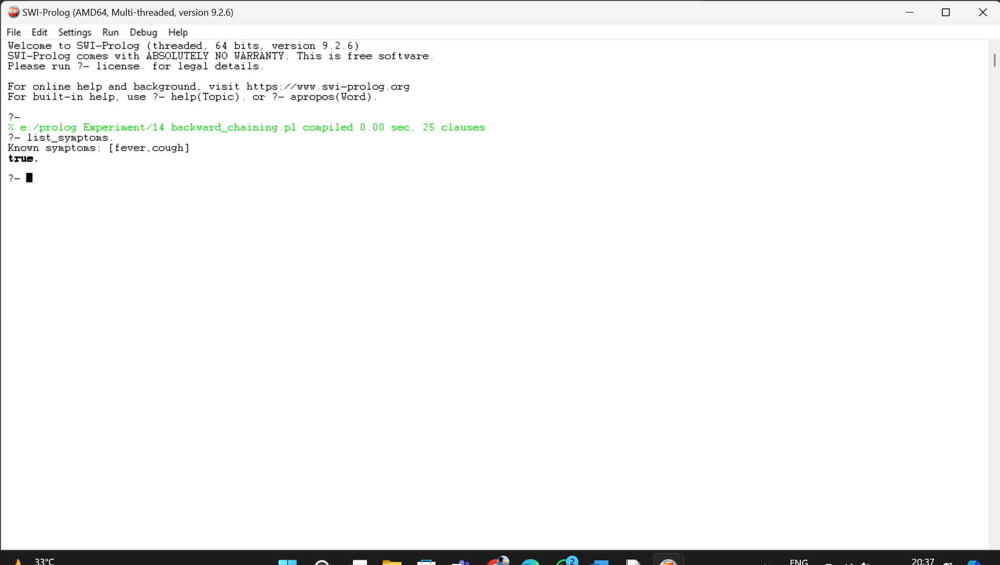 SWI-Prolog (AMD64, Multi-threaded, version 9.2.6)
File Edit Settings Run Debug Help
Welcome to SWI-Prolog (threaded, 64 bits, version 9.2.6)
SWI-Prolog comes with ABSOLUTELY NO WARRANTY. This is free software.
Please run ?- license. for legal details.
For online help and background, visit https://www.swi-prolog.org
For built-in help, use ?- help(Topic). or ?- apropos(Word).
?-
% e:/prolog Experiment/14 backward_chaining.pl compiled 0.00 sec, 25 clauses
?- list_symptoms.
Known symptoms: [fever,cough]
true.
?-
33°C
2
ENG
20:37